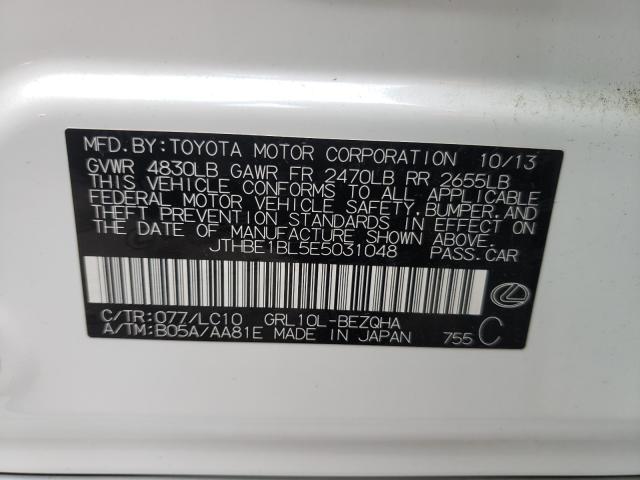 MFD.BY:TOYOTA MOTOR CORPORATION 10/13
GVWR 4830LB GAWR FR 2470LB RR 2655LB
THIS VEHICLE CONFORMS TO ALL APPLICABLE
FEDERAL MOTOR VEHICLE SAFETY,BUMPER,AND
THEFT PREVENTION STANDARDS IN EFFECT ON
THE DATE OF MANUFACTURE SHOWN ABOVE.
JTHBE1BL5E5031048 PASS.CAR
C/TR:077/LC10 GRL10L-BEZQHA
A/TM:B05A/AA81E MADE IN JAPAN 755 C